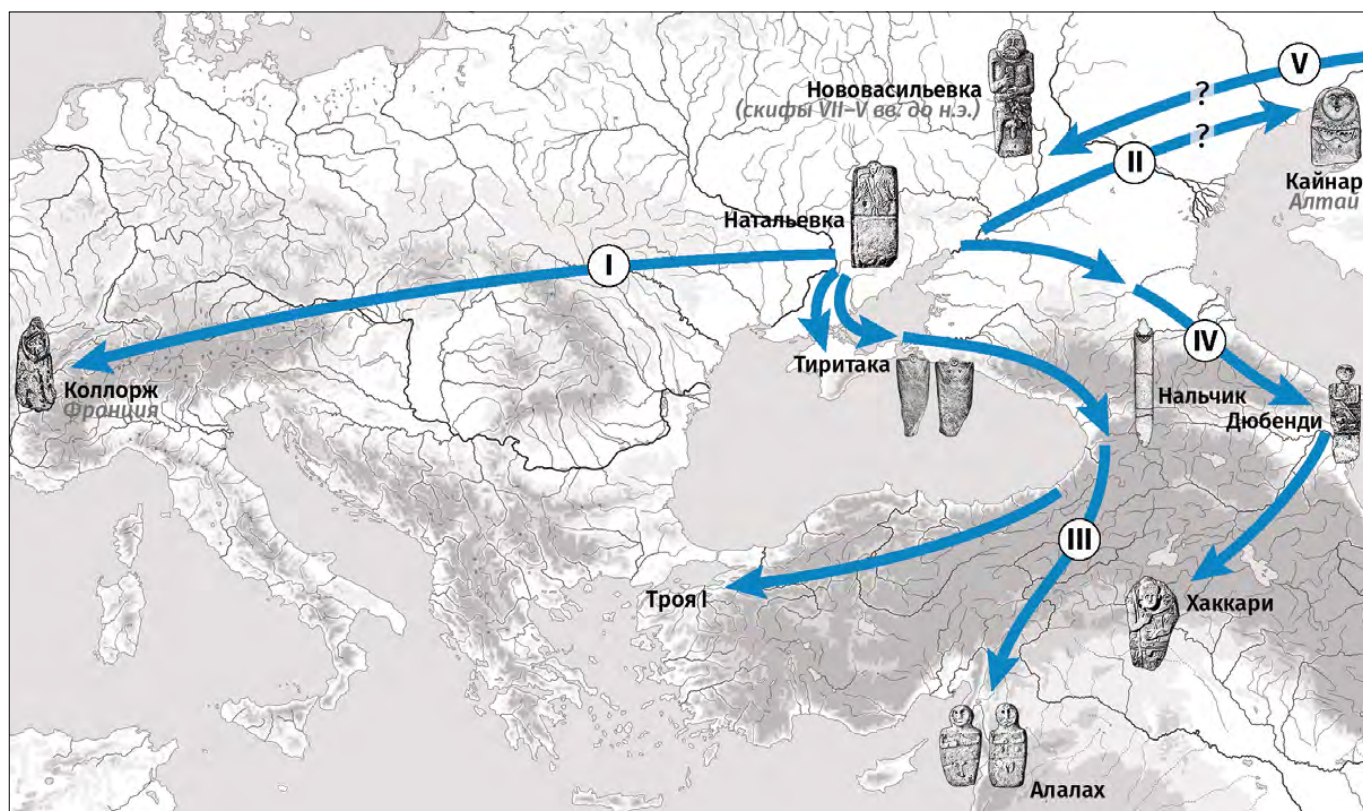 Нововасильевка
(скифы VII–V вв. до н.э.)
V
?
?
II
Кайнар
Алтай
Натальевка
I
IV
Тиритака
Нальчик
Дюбенди
Коллорж
Франция
III
Троя I
Хаккари
Алалах